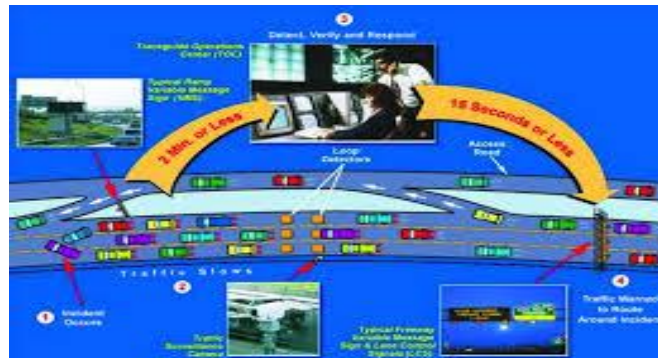 3
Detect, Verify and Respond
Transguide Operations
Center (TOC)
Typical Ramp
Variable Message
Sign (VMS)
2 Min. or Less
15 Seconds or Less
Loop
Detectors
Access
Road
Traffic Slows
1 Incident
Occurs
2
4
Traffic Warned
to Route
Around Incident
Traffic
Surveillance
Camera
Typical Freeway
Variable Message
Sign & Lane Control
Signals (LCS)